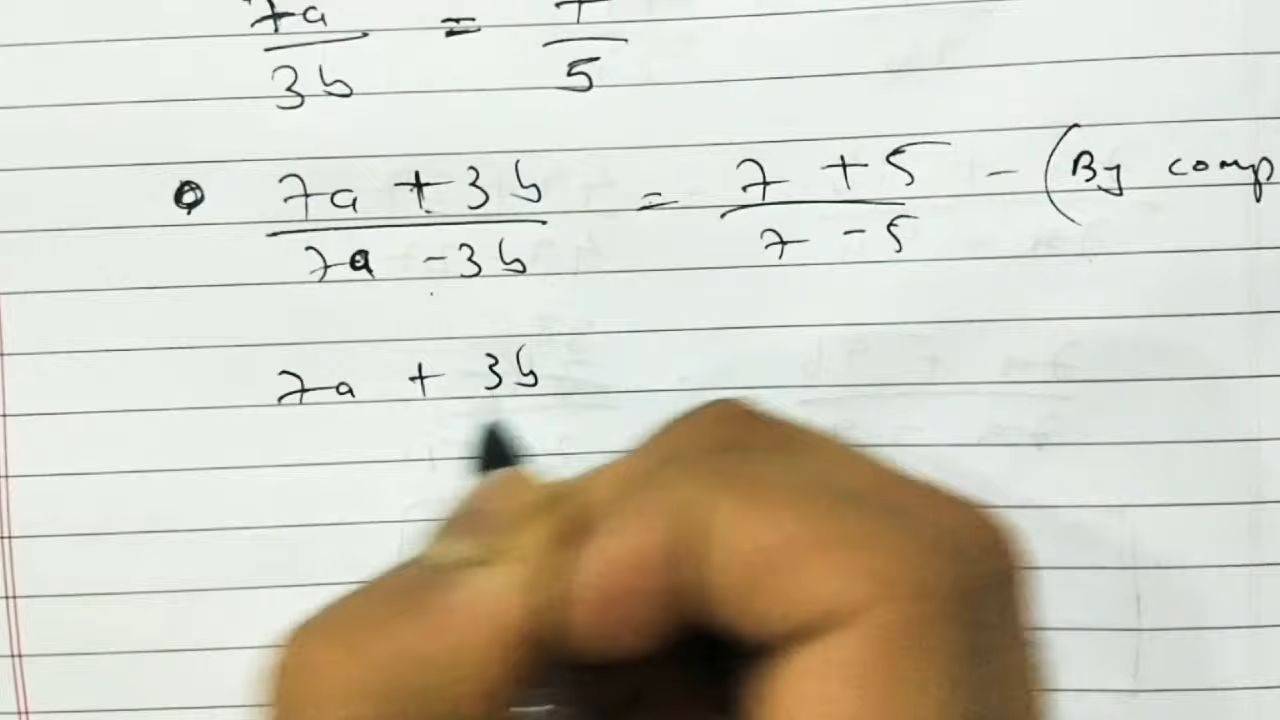 7a = 7
3b 5
7a + 3b = 7 + 5 - (By comp
7a - 3b 7 - 5
7a + 3b